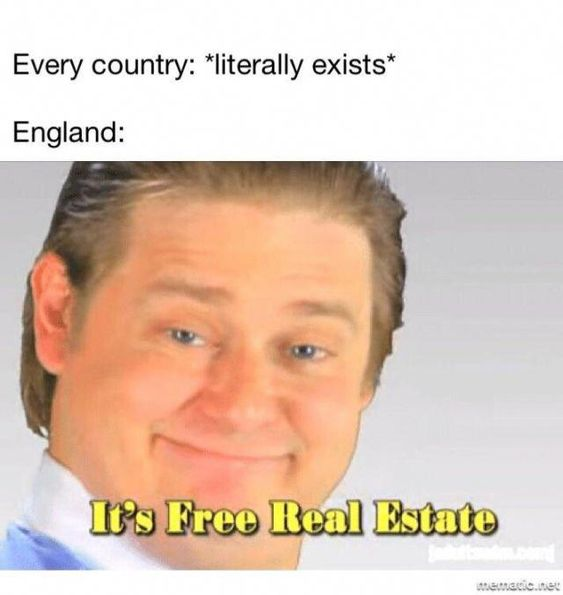 Every country: *literally exists*
England:
It's Free Real Estate
mematic.net